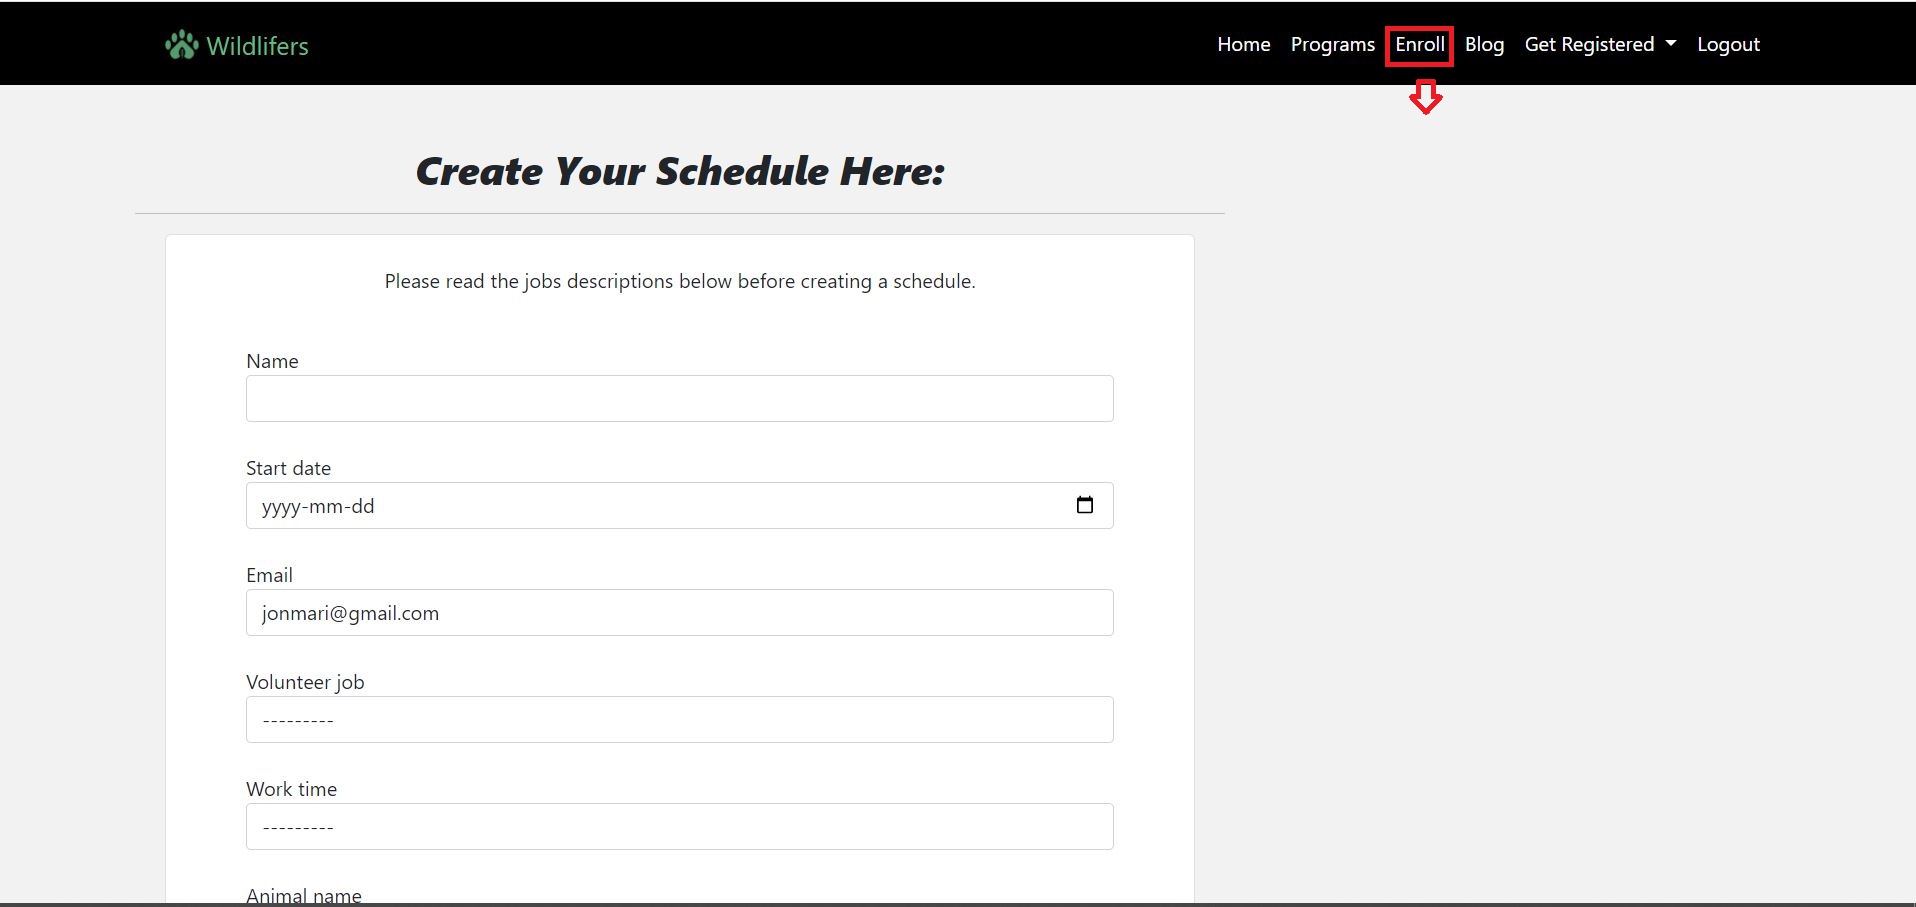 Wildlifers
Home Programs Enroll Blog Get Registered Logout
Create Your Schedule Here:
Please read the jobs descriptions below before creating a schedule.
Name
Start date
yyyy-mm-dd
Email
jonmari@gmail.com
Volunteer job
---------
Work time
---------
Animal name